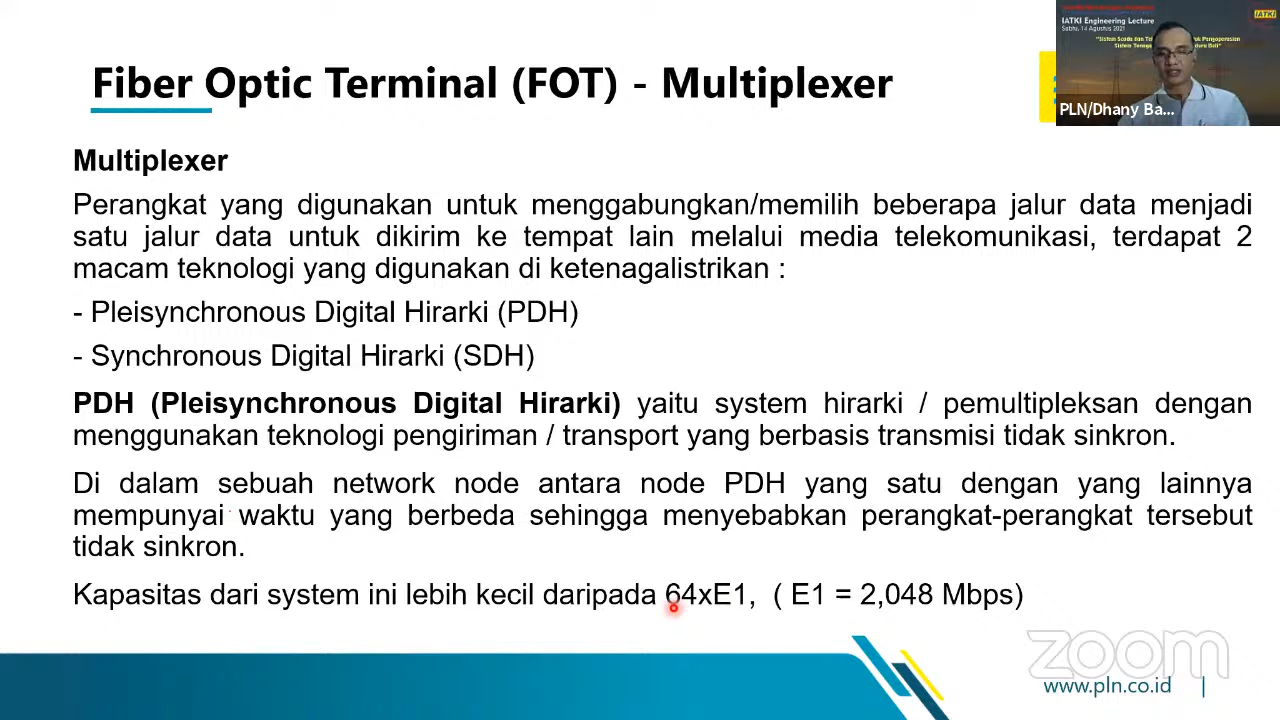 IATKI Engineering Lecture
Sabtu, 14 Agustus 2021
IATKI
PLN/Dhany Ba...
Fiber Optic Terminal (FOT) - Multiplexer
Multiplexer
Perangkat yang digunakan untuk menggabungkan/memilih beberapa jalur data menjadi
satu jalur data untuk dikirim ke tempat lain melalui media telekomunikasi, terdapat 2
macam teknologi yang digunakan di ketenagalistrikan :
- Pleisynchronous Digital Hirarki (PDH)
- Synchronous Digital Hirarki (SDH)
PDH (Pleisynchronous Digital Hirarki) yaitu system hirarki / pemultipleksan dengan
menggunakan teknologi pengiriman / transport yang berbasis transmisi tidak sinkron.
Di dalam sebuah network node antara node PDH yang satu dengan yang lainnya
mempunyai waktu yang berbeda sehingga menyebabkan perangkat-perangkat tersebut
tidak sinkron.
Kapasitas dari system ini lebih kecil daripada 64xE1, ( E1 = 2,048 Mbps)
zoom
www.pln.co.id |